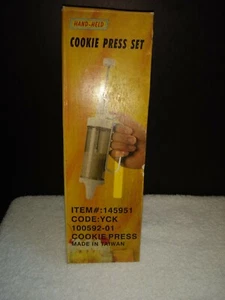 HAND-HELD
COOKIE PRESS SET
ITEM#:145951
CODE:YCK
100592-01
COOKIE PRESS
MADE IN TAIWAN